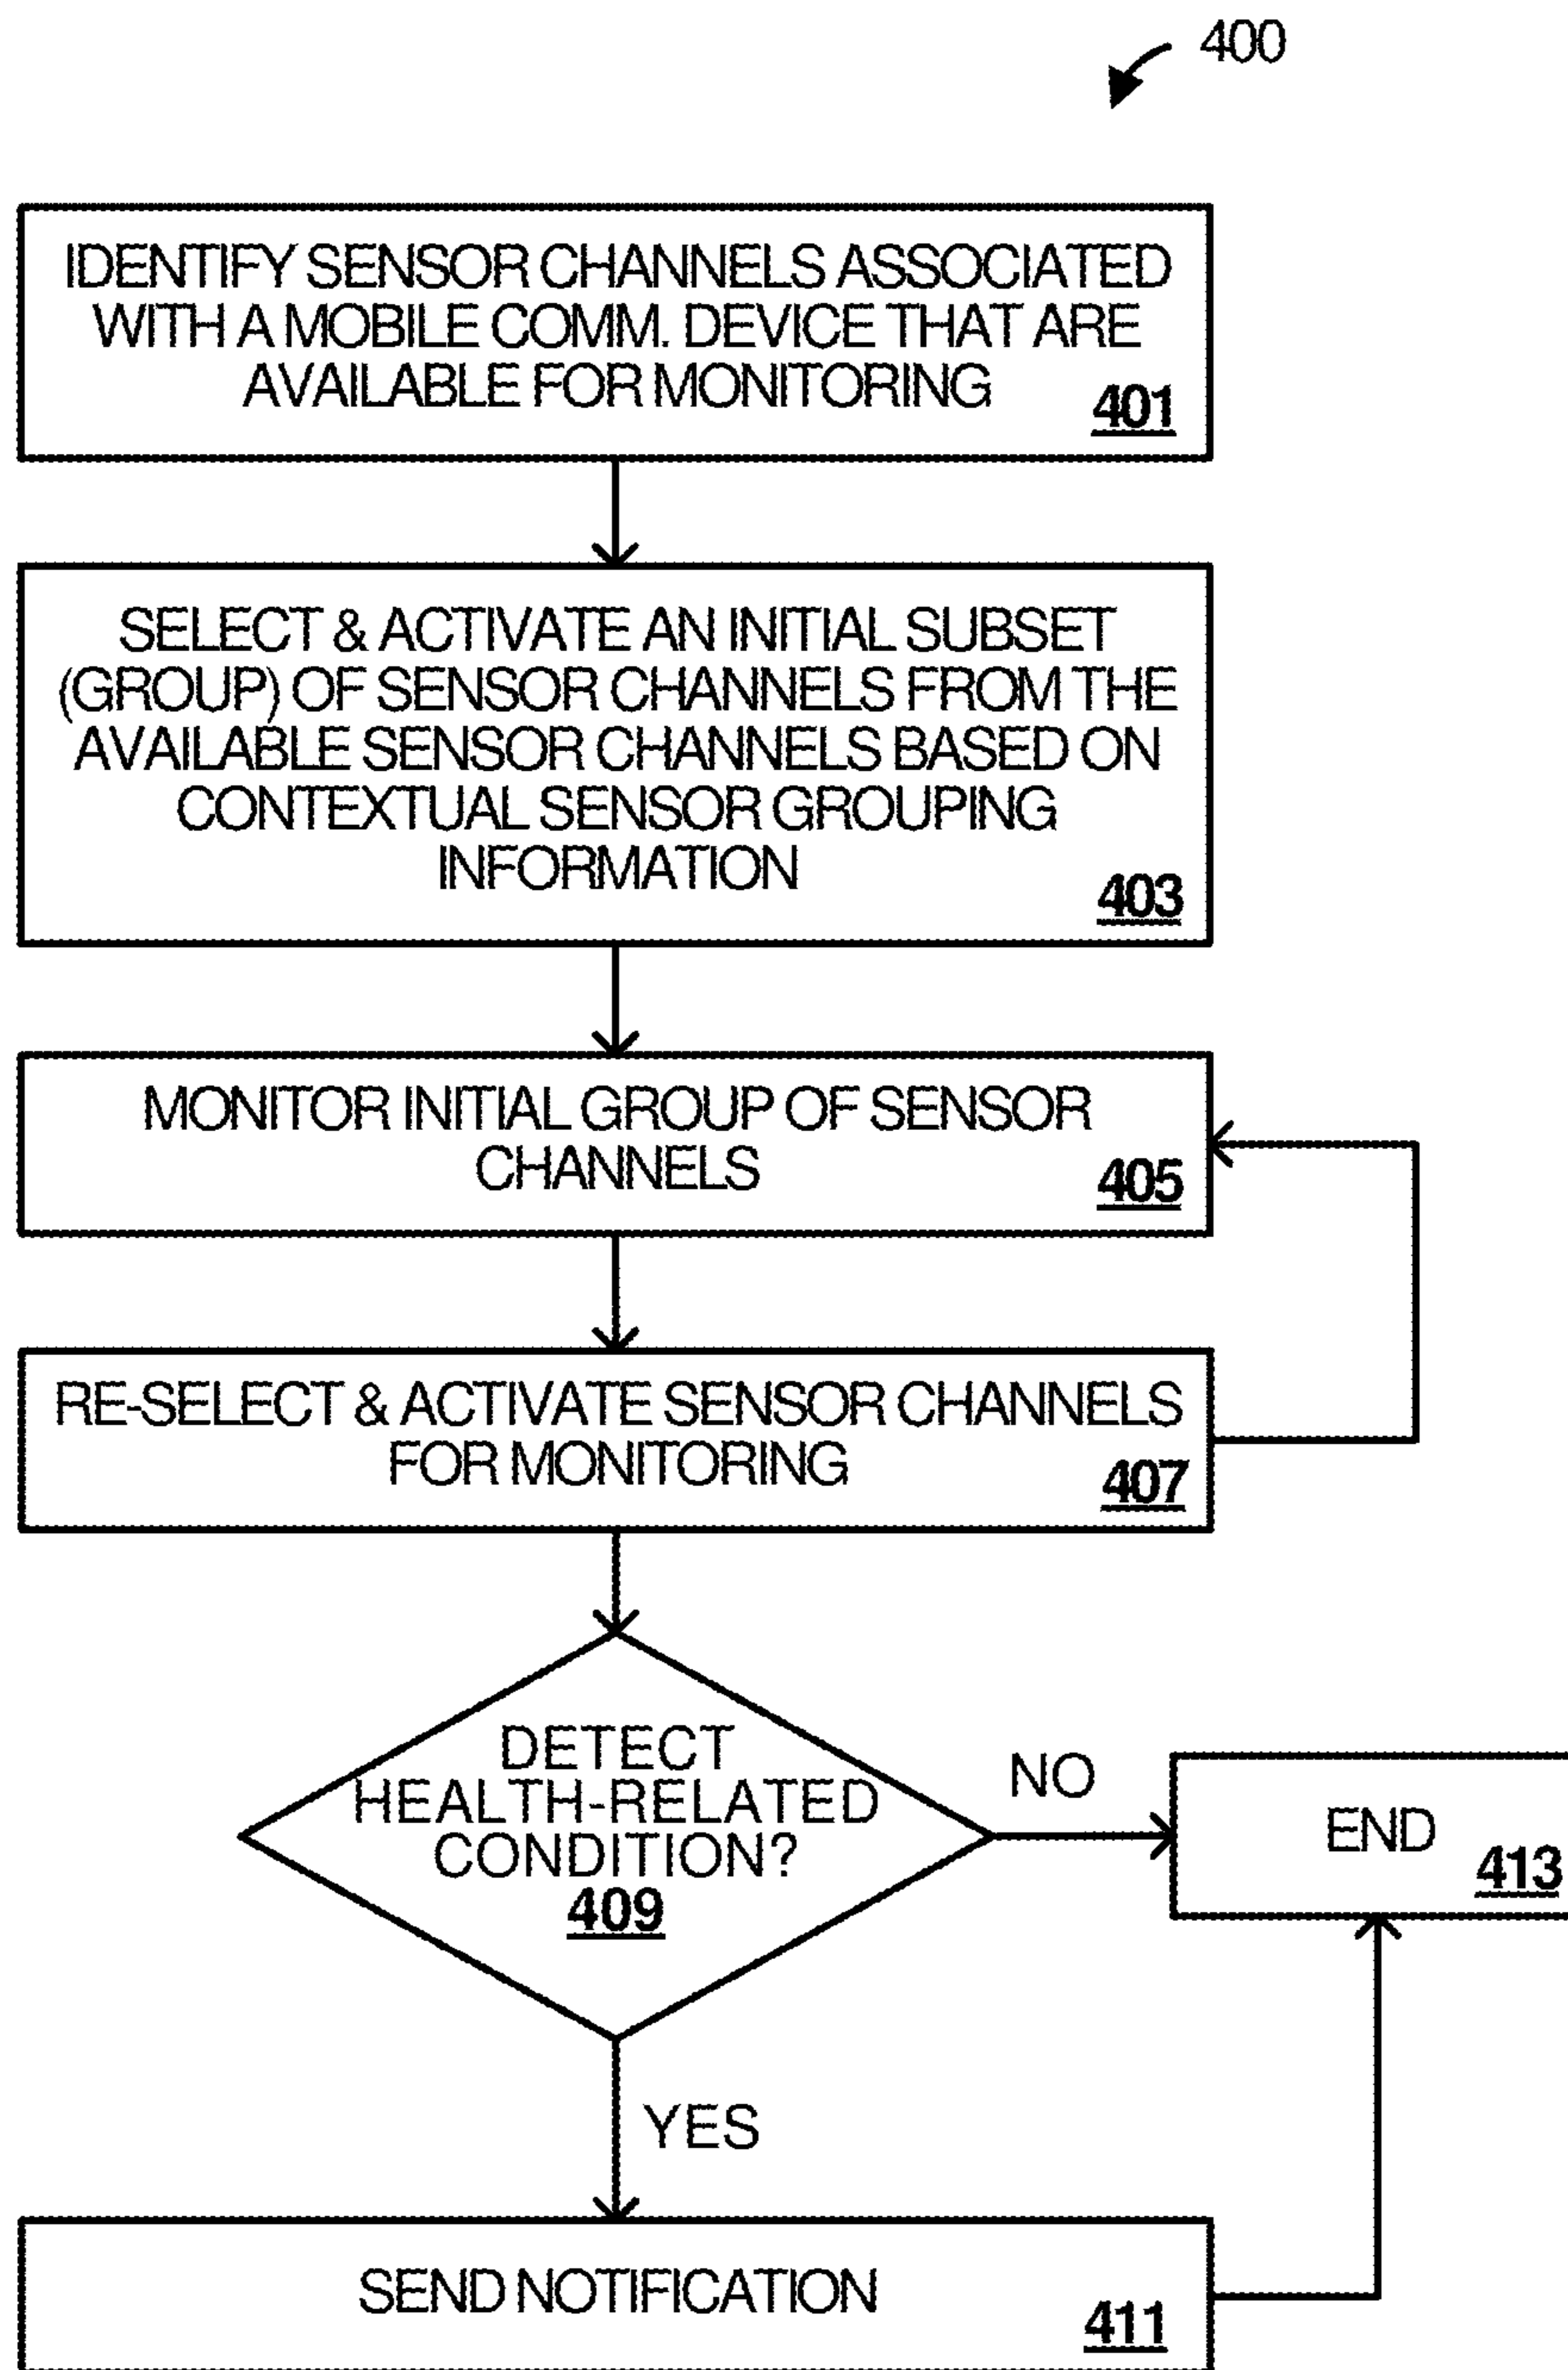 400
IDENTIFY SENSOR CHANNELS ASSOCIATED
WITH A MOBILE COMM. DEVICE THAT ARE
AVAILABLE FOR MONITORING
401
SELECT & ACTIVATE AN INITIAL SUBSET
(GROUP) OF SENSOR CHANNELS FROM THE
AVAILABLE SENSOR CHANNELS BASED ON
CONTEXTUAL SENSOR GROUPING
INFORMATION
403
MONITOR INITIAL GROUP OF SENSOR
CHANNELS
405
RE-SELECT & ACTIVATE SENSOR CHANNELS
FOR MONITORING
407
DETECT
HEALTH-RELATED
CONDITION?
409
NO
END
413
YES
SEND NOTIFICATION
411